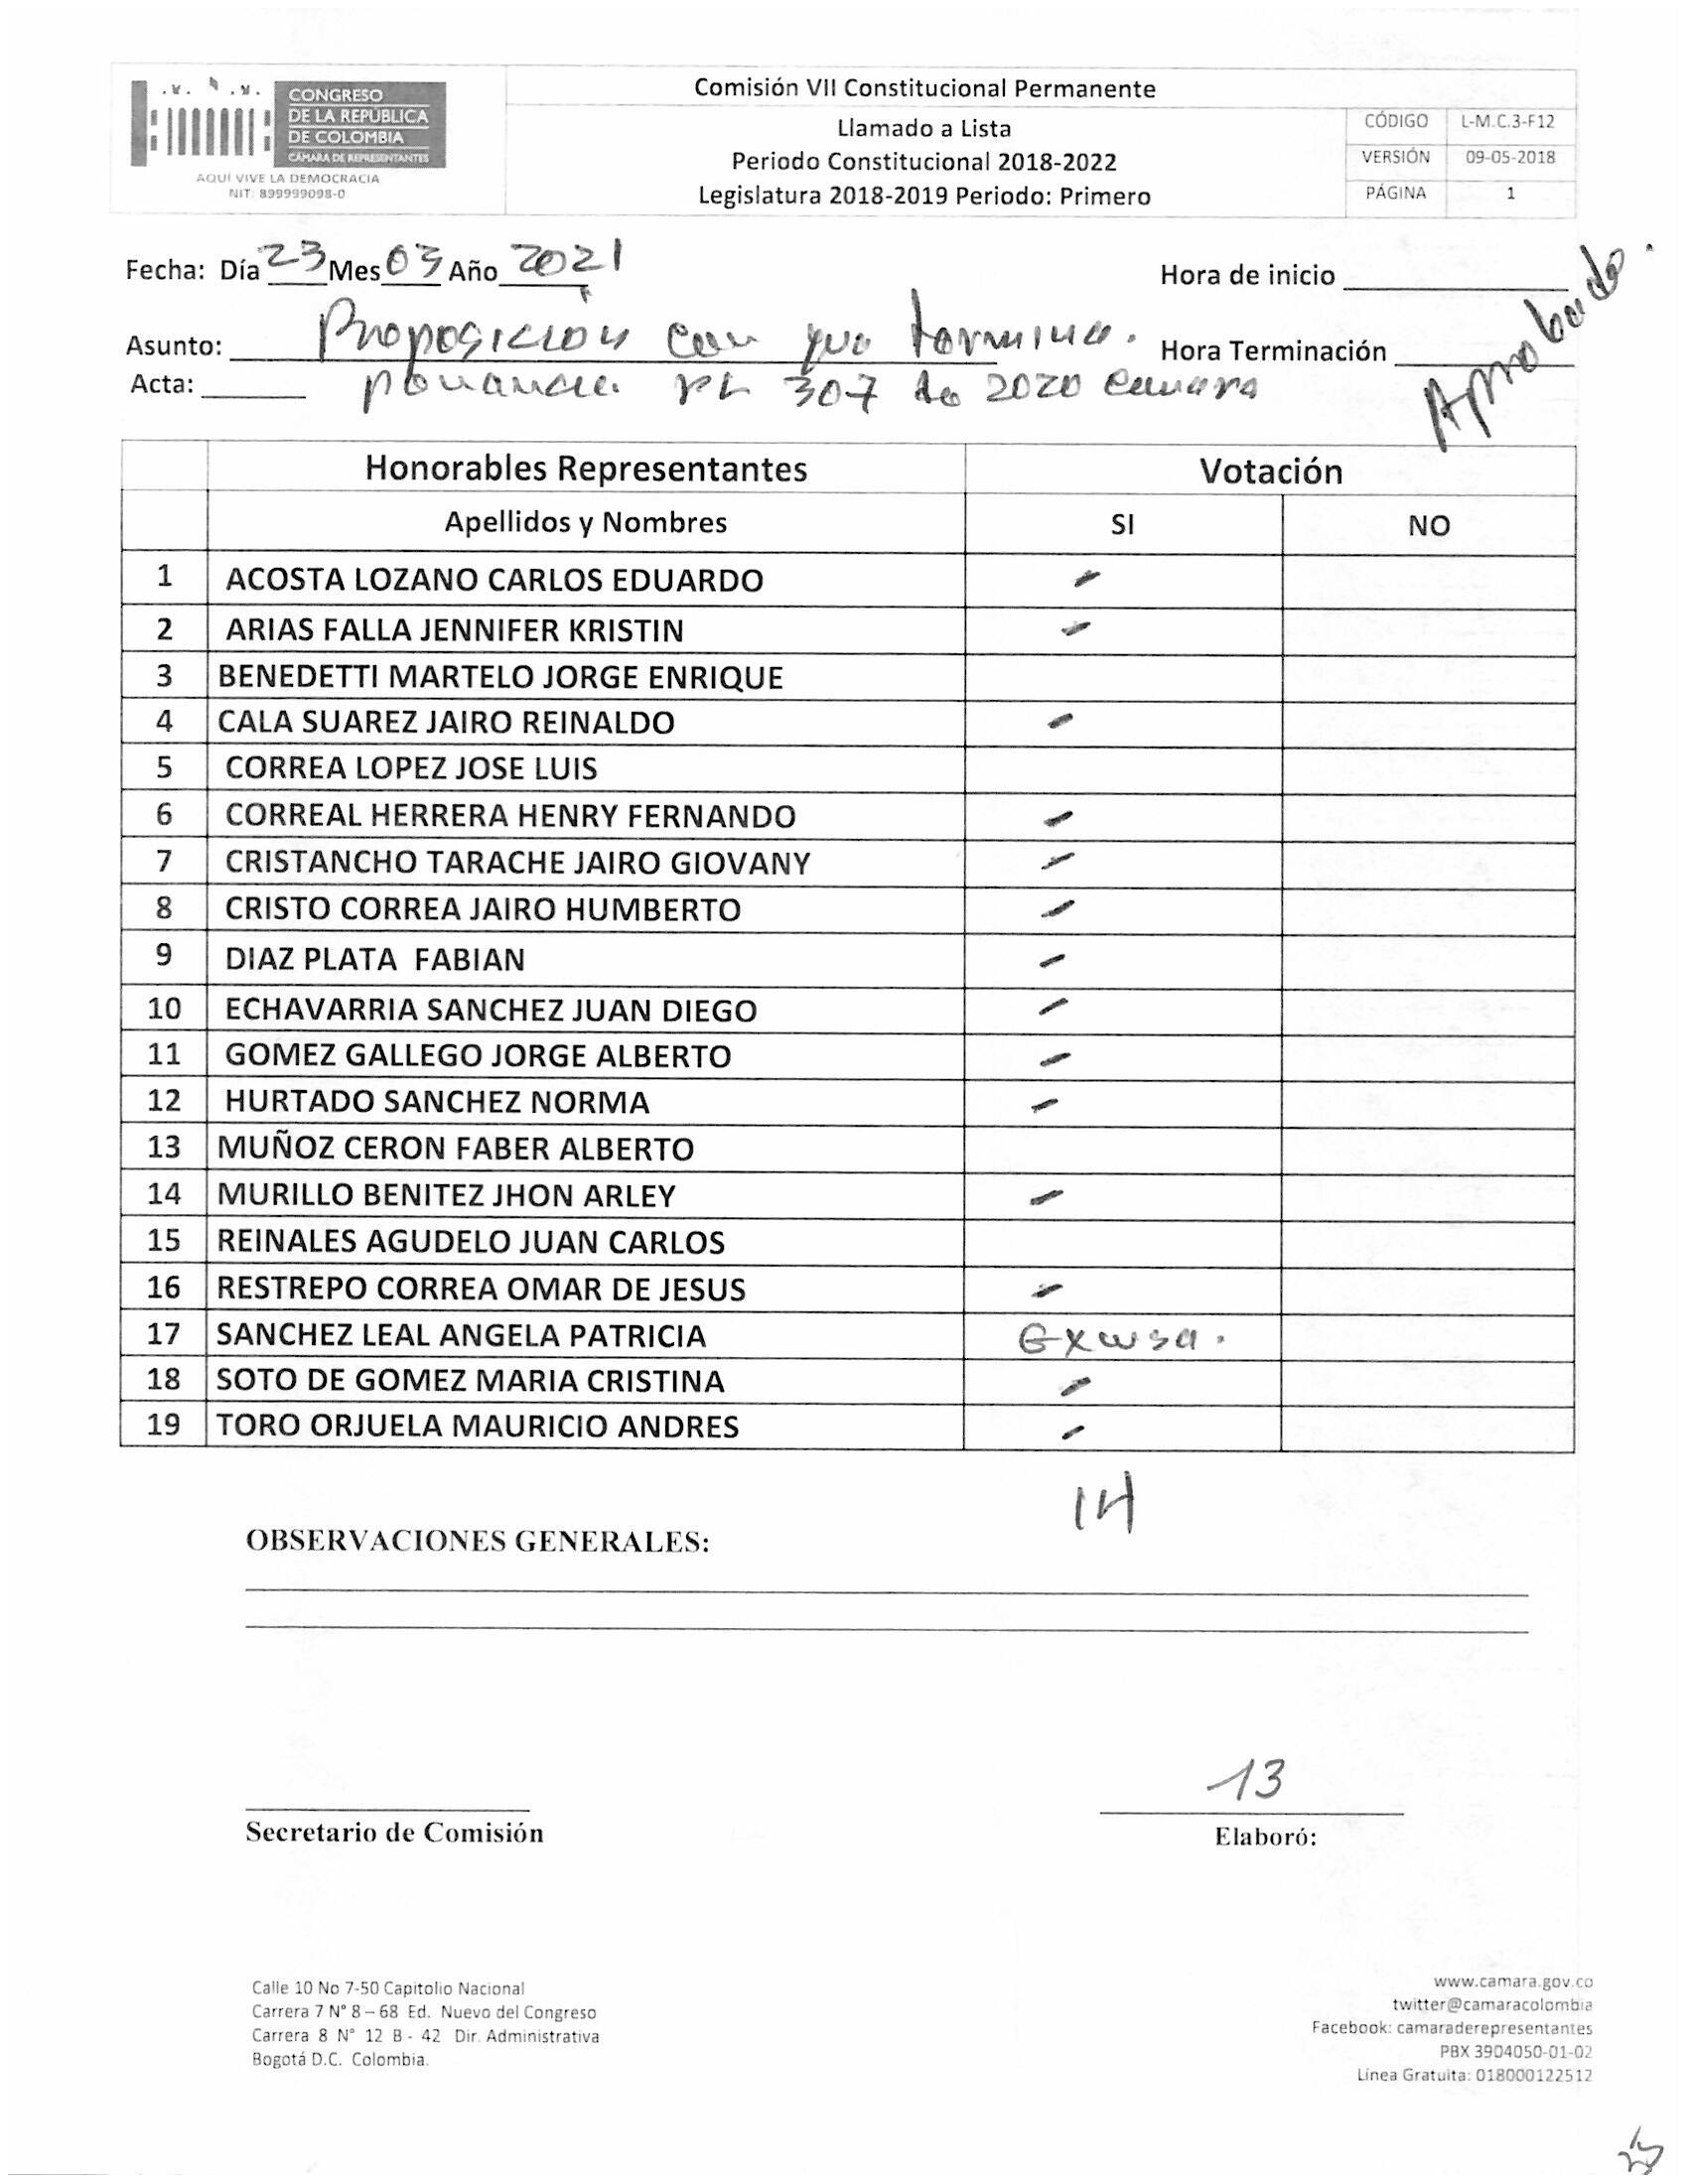 CONGRESO
DE LA REPÚBLICA
DE COLOMBIA
CÁMARA DE REPRESENTANTES
AQUÍ VIVE LA DEMOCRACIA
NIT: 899999098-0
Comisión VII Constitucional Permanente
Llamado a Lista
Periodo Constitucional 2018-2022
Legislatura 2018-2019 Periodo: Primero
CÓDIGO L-M.C.3-F12
VERSIÓN 09-05-2018
PÁGINA 1
Fecha: Día 23 Mes 03 Año 2021
Hora de inicio
Asunto: Proposición con que termina.
Hora Terminación
Aprobado.
Acta: ponencia PL 307 de 2020 Camara
Honorables Representantes Votación
Apellidos y Nombres SI NO
1 ACOSTA LOZANO CARLOS EDUARDO
2 ARIAS FALLA JENNIFER KRISTIN
3 BENEDETTI MARTELO JORGE ENRIQUE
4 CALA SUAREZ JAIRO REINALDO
5 CORREA LOPEZ JOSE LUIS
6 CORREAL HERRERA HENRY FERNANDO
7 CRISTANCHO TARACHE JAIRO GIOVANY
8 CRISTO CORREA JAIRO HUMBERTO
9 DIAZ PLATA FABIAN
10 ECHAVARRIA SANCHEZ JUAN DIEGO
11 GOMEZ GALLEGO JORGE ALBERTO
12 HURTADO SANCHEZ NORMA
13 MUÑOZ CERON FABER ALBERTO
14 MURILLO BENITEZ JHON ARLEY
15 REINALES AGUDELO JUAN CARLOS
16 RESTREPO CORREA OMAR DE JESUS
17 SANCHEZ LEAL ANGELA PATRICIA Excusa.
18 SOTO DE GOMEZ MARIA CRISTINA
19 TORO ORJUELA MAURICIO ANDRES
14
OBSERVACIONES GENERALES:
13
Secretario de Comisión
Elaboró:
Calle 10 No 7-50 Capitolio Nacional
Carrera 7 N° 8 – 68 Ed. Nuevo del Congreso
Carrera 8 N° 12 B - 42 Dir. Administrativa
Bogotá D.C. Colombia.
www.camara.gov.co
twitter@camaracolombia
Facebook: camaraderepresentantes
PBX 3904050-01-02
Línea Gratuita: 018000122512